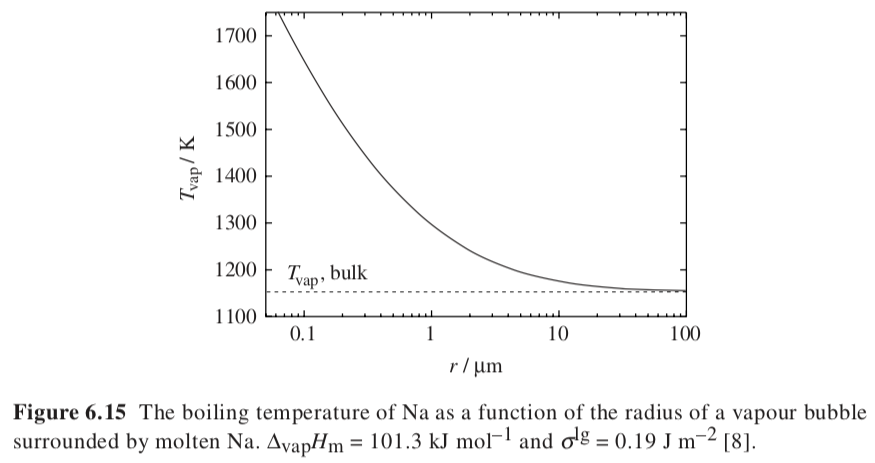 1700
1600
1500
1400
1300
1200
1100
T_vap / K
T_vap, bulk
0.1 1 10 100
r / μm
Figure 6.15 The boiling temperature of Na as a function of the radius of a vapour bubble
surrounded by molten Na. Δ_vapH_m = 101.3 kJ mol⁻¹ and σ^lg = 0.19 J m⁻² [8].